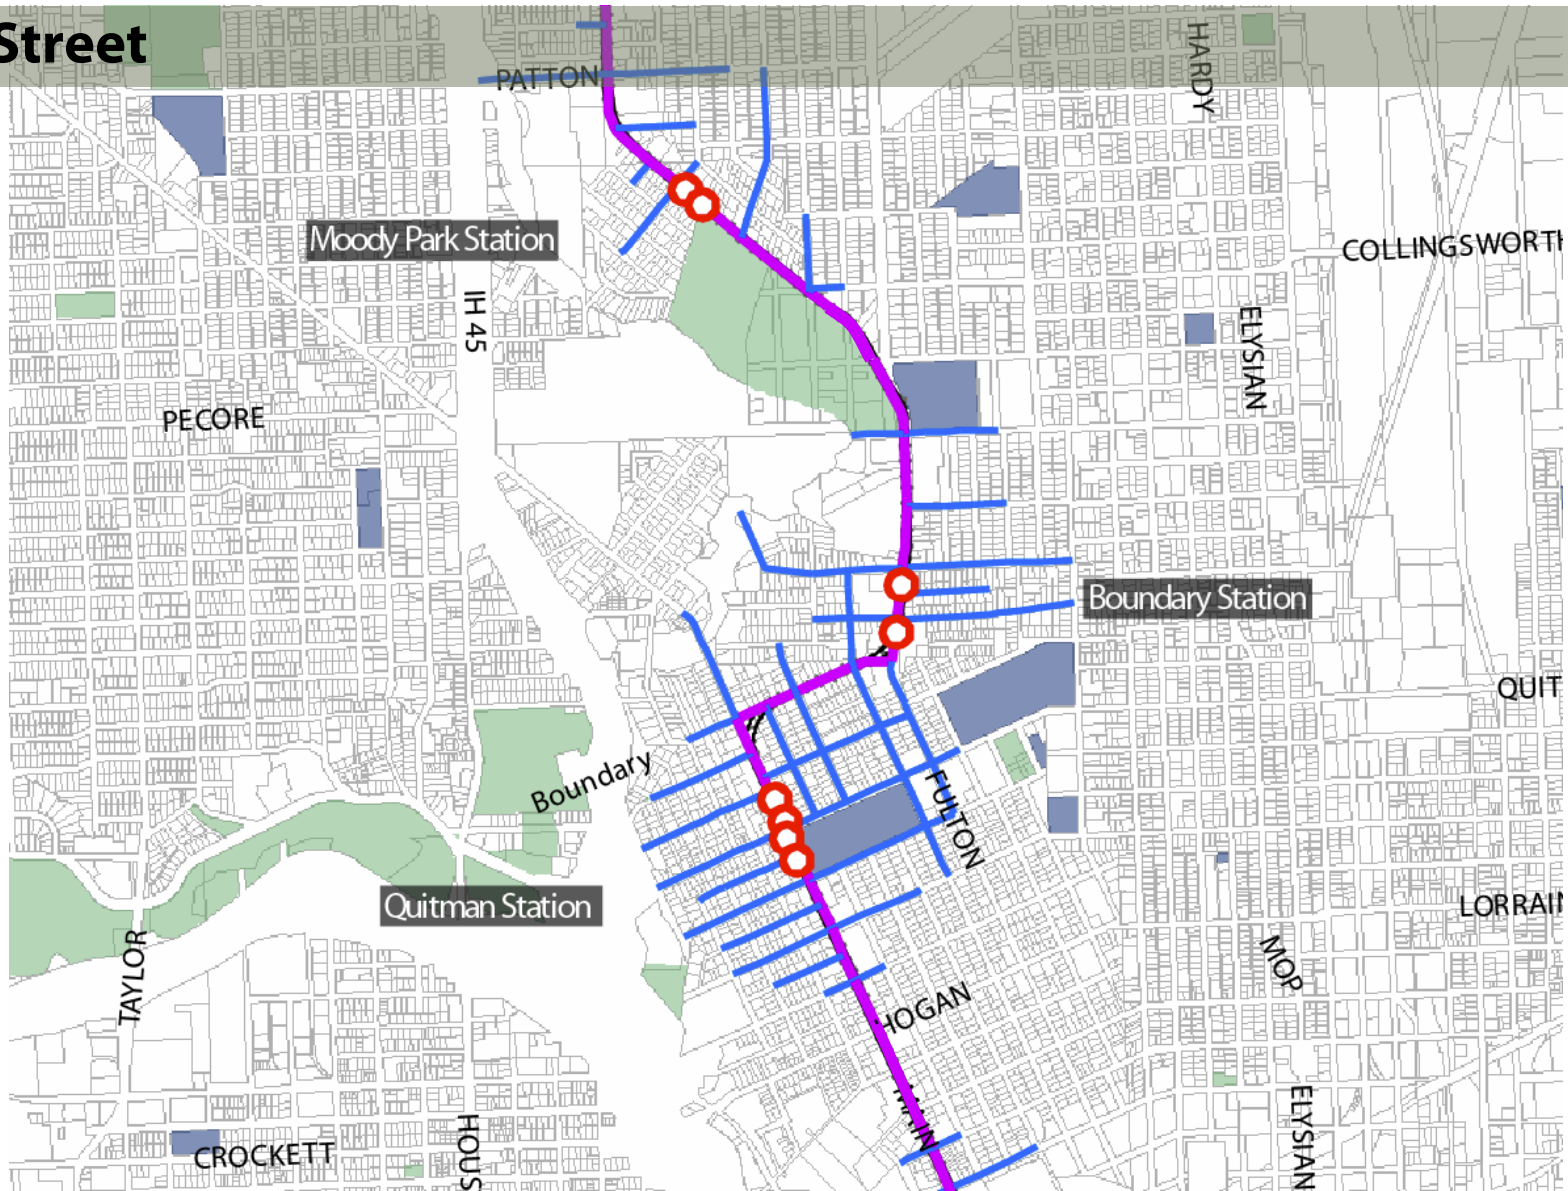 Street
HARDY
PATTON
Moody Park Station
COLLINGSWORTH
IH 45
ELYSIAN
PECORE
Boundary Station
QUIT
Boundary
FULTON
Quitman Station
LORRAIN
TAYLOR
MOP
HOGAN
MAIN
ELYSIAN
HOUS
CROCKETT